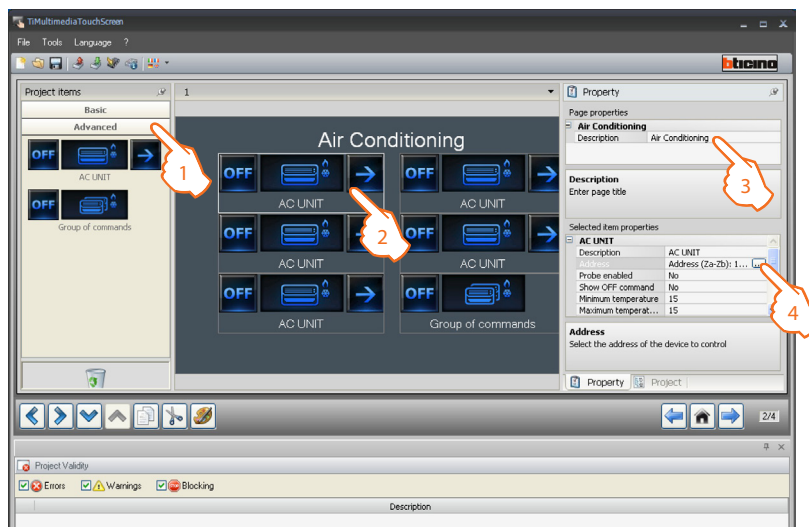 TiMultimediaTouchScreen
File Tools Language ?
bticino
Project items
Basic
Advanced
OFF
AC UNIT
OFF
Group of commands
1
1
Air Conditioning
OFF
AC UNIT
OFF
AC UNIT
2
OFF
AC UNIT
OFF
AC UNIT
OFF
AC UNIT
OFF
Group of commands
Property
Page properties
Air Conditioning
Description Air Conditioning
3
Description
Enter page title
Selected item properties
AC UNIT
Description AC UNIT
Address Address (Za-Zb): 1... ...
Probe enabled No
Show OFF command No
Minimum temperature 15
Maximum temperat... 15
4
Address
Select the address of the device to control
Property Project
2/4
Project Validity
Errors Warnings Blocking
Description